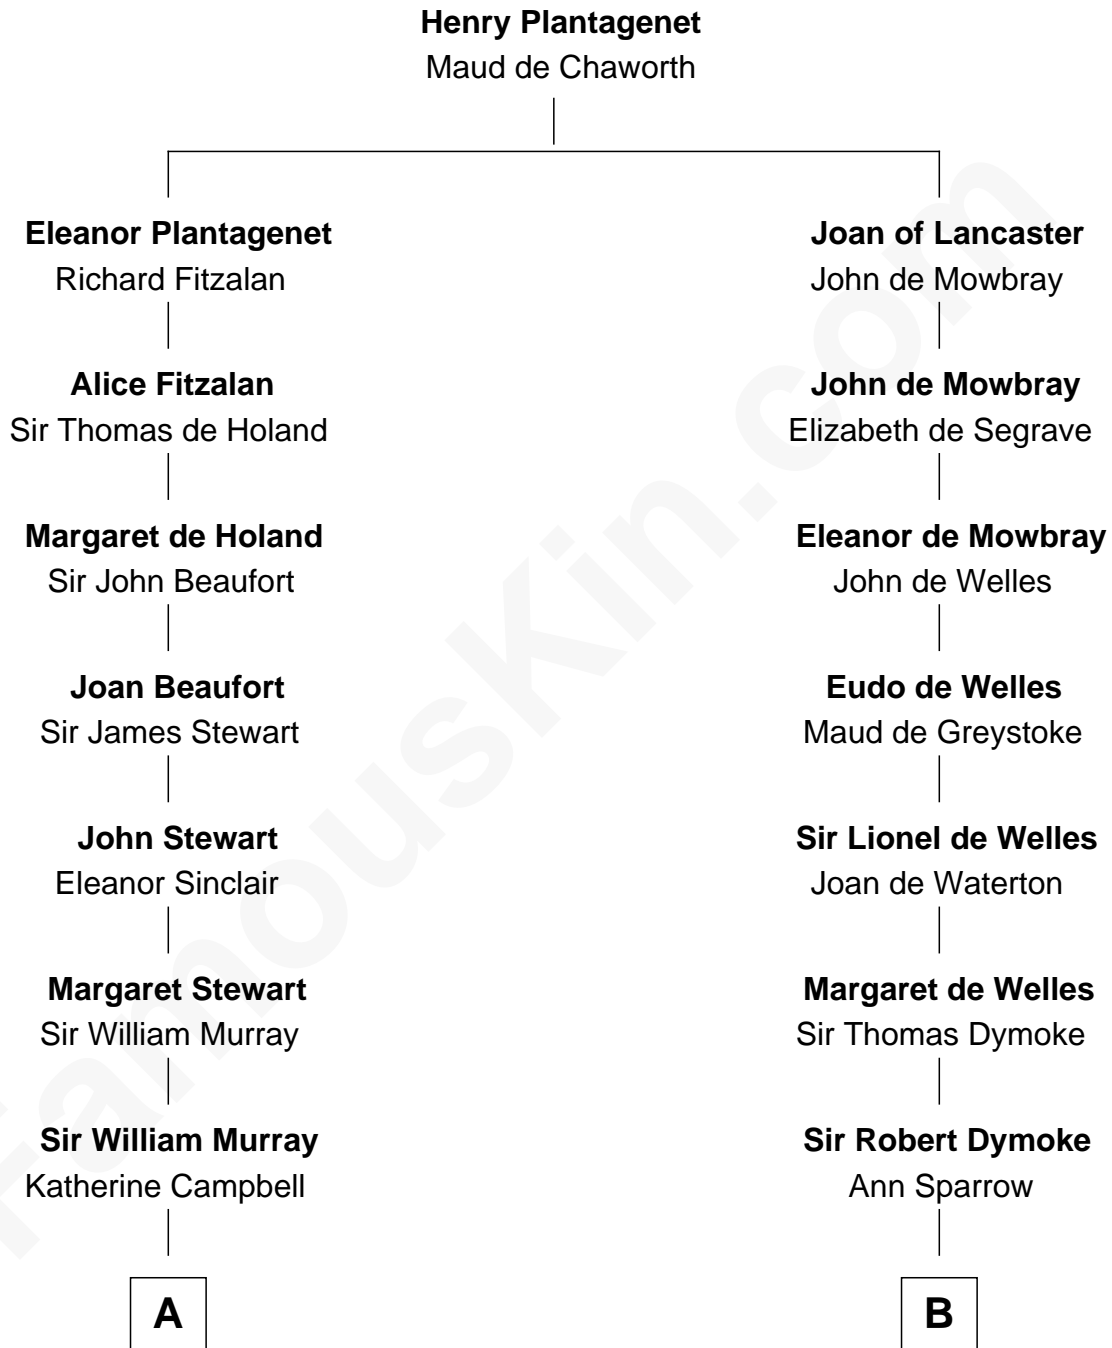 Henry Plantagenet
Maud de Chaworth
Eleanor Plantagenet
Richard Fitzalan
Joan of Lancaster
John de Mowbray
Alice Fitzalan
Sir Thomas de Holand
John de Mowbray
Elizabeth de Segrave
Margaret de Holand
Sir John Beaufort
Eleanor de Mowbray
John de Welles
Joan Beaufort
Sir James Stewart
Eudo de Welles
Maud de Greystoke
John Stewart
Eleanor Sinclair
Sir Lionel de Welles
Joan de Waterton
Margaret Stewart
Sir William Murray
Margaret de Welles
Sir Thomas Dymoke
Sir William Murray
Katherine Campbell
Sir Robert Dymoke
Ann Sparrow
A
B
FamousKin.com